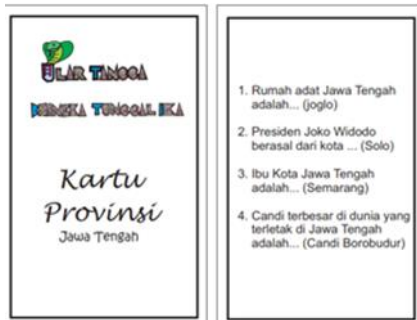 ULAR TANGGA
BHINEKA TUNGGAL IKA
Kartu
Provinsi
Jawa Tengah
1. Rumah adat Jawa Tengah
adalah... (joglo)
2. Presiden Joko Widodo
berasal dari kota ... (Solo)
3. Ibu Kota Jawa Tengah
adalah... (Semarang)
4. Candi terbesar di dunia yang
terletak di Jawa Tengah
adalah... (Candi Borobudur)